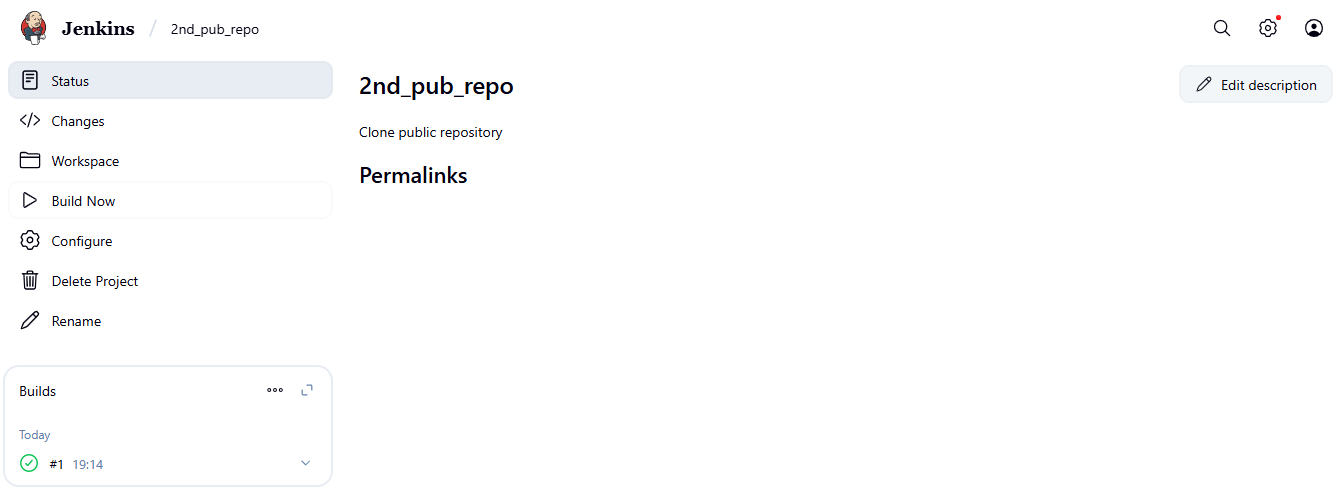 Jenkins / 2nd_pub_repo
Status
Changes
Workspace
Build Now
Configure
Delete Project
Rename
Builds
Today
#1 19:14
2nd_pub_repo
Edit description
Clone public repository
Permalinks